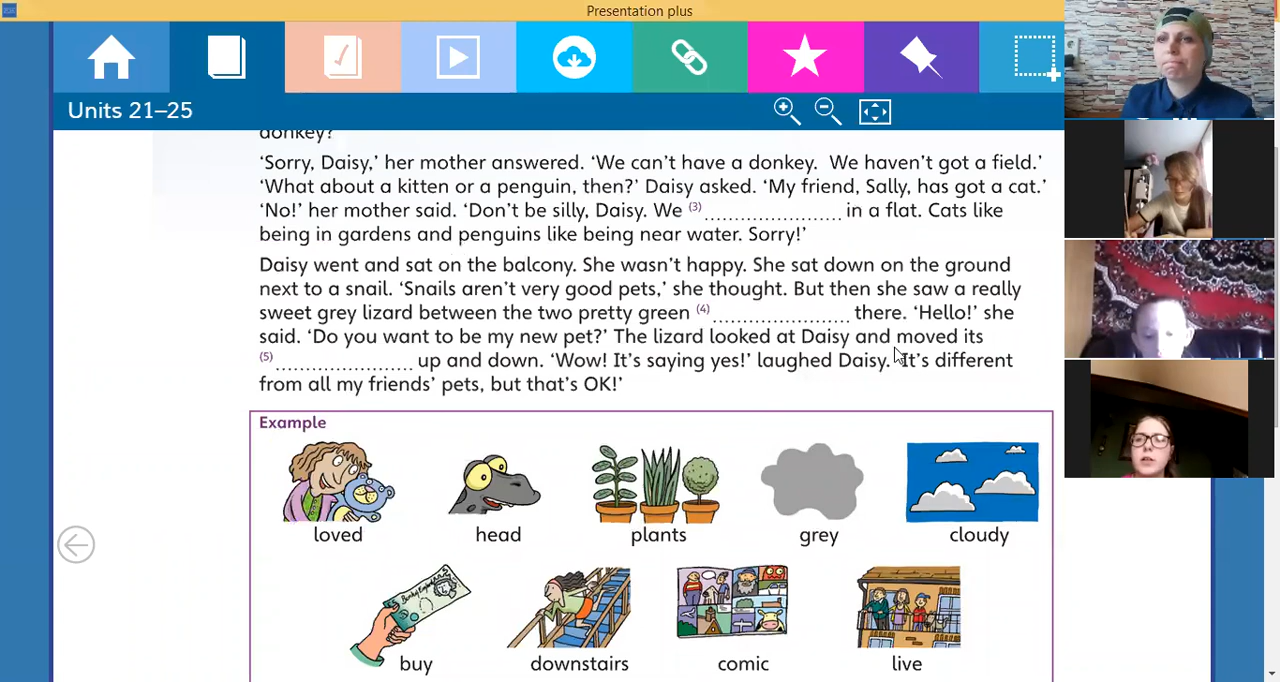 Presentation plus
Units 21–25
donkey?
‘Sorry, Daisy,’ her mother answered. ‘We can’t have a donkey. We haven’t got a field.’
‘What about a kitten or a penguin, then?’ Daisy asked. ‘My friend, Sally, has got a cat.’
‘No!’ her mother said. ‘Don’t be silly, Daisy. We (3) ...................... in a flat. Cats like
being in gardens and penguins like being near water. Sorry!’
Daisy went and sat on the balcony. She wasn’t happy. She sat down on the ground
next to a snail. ‘Snails aren’t very good pets,’ she thought. But then she saw a really
sweet grey lizard between the two pretty green (4) ...................... there. ‘Hello!’ she
said. ‘Do you want to be my new pet?’ The lizard looked at Daisy and moved its
(5) ...................... up and down. ‘Wow! It’s saying yes!’ laughed Daisy. ‘It’s different
from all my friends’ pets, but that’s OK!’
Example
loved head plants grey cloudy
buy downstairs comic live